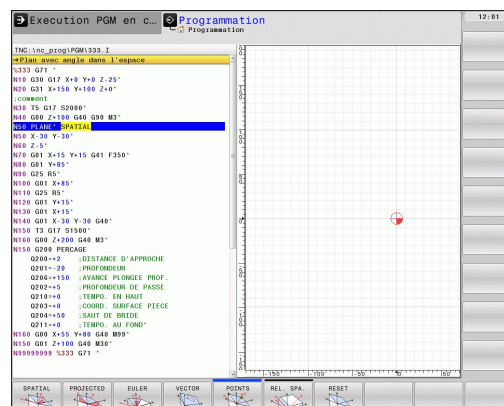 Execution PGM en c...
Programmation
Programmation
12:01
TNC:\nc_prog\PGM\333.I
→Plan avec angle dans l'espace
%333 G71 *
N10 G30 G17 X+0 Y+0 Z-25*
N20 G31 X+150 Y+100 Z+0*
;comment
N30 T5 G17 S2000*
N40 G00 Z+100 G40 G90 M3*
N50 PLANE* SPATIAL
N50 X-30 Y-30*
N60 Z-5*
N70 G01 X+15 Y+15 G41 F350*
N80 G01 Y+85*
N90 G25 R5*
N100 G01 X+85*
N110 G25 R5*
N120 G01 Y+15*
N130 G01 X+15*
N140 G01 X-30 Y-30 G40*
N150 T3 G17 S1500*
N160 G00 Z+200 G40 M3*
N150 G200 PERCAGE
Q200=+2 ;DISTANCE D'APPROCHE
Q201=-20 ;PROFONDEUR
Q206=+150 ;AVANCE PLONGEE PROF.
Q202=+5 ;PROFONDEUR DE PASSE
Q210=+0 ;TEMPO. EN HAUT
Q203=+0 ;COORD. SURFACE PIECE
Q204=+50 ;SAUT DE BRIDE
Q211=+0 ;TEMPO. AU FOND*
N160 G00 X+55 Y+80 G40 M99*
N150 G01 Z+100 G40 M30*
N99999999 %333 G71 *
-150 -100 -50 0 50
SPATIAL PROJECTED EULER VECTOR POINTS REL. SPA. RESET